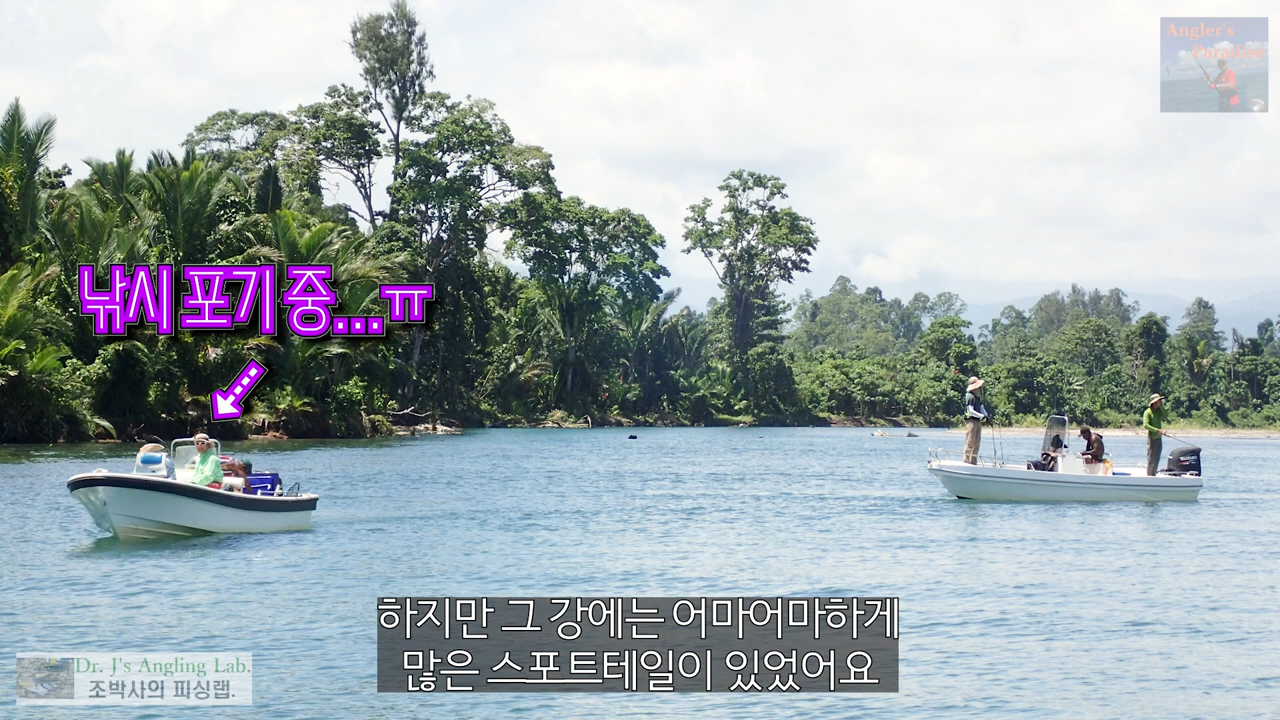 Angler's
Paradise
낚시 포기 중...ㅠ
하지만 그 강에는 어마어마하게
많은 스포트테일이 있었어요
Dr. J's Angling Lab.
조박사의 피싱랩.